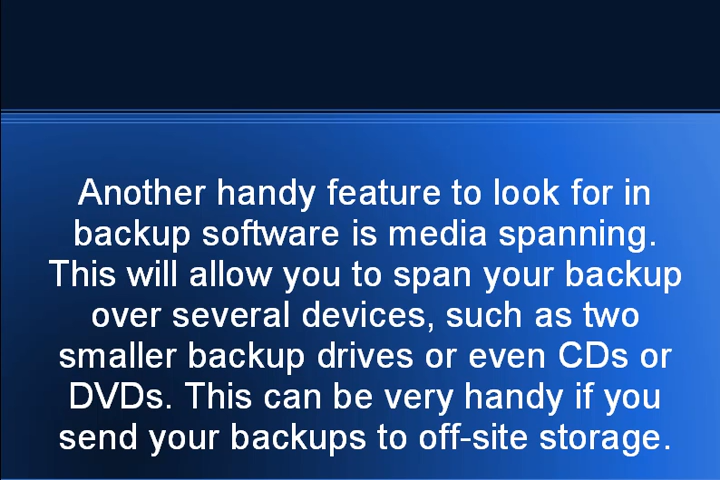 Another handy feature to look for in
backup software is media spanning.
This will allow you to span your backup
over several devices, such as two
smaller backup drives or even CDs or
DVDs. This can be very handy if you
send your backups to off-site storage.